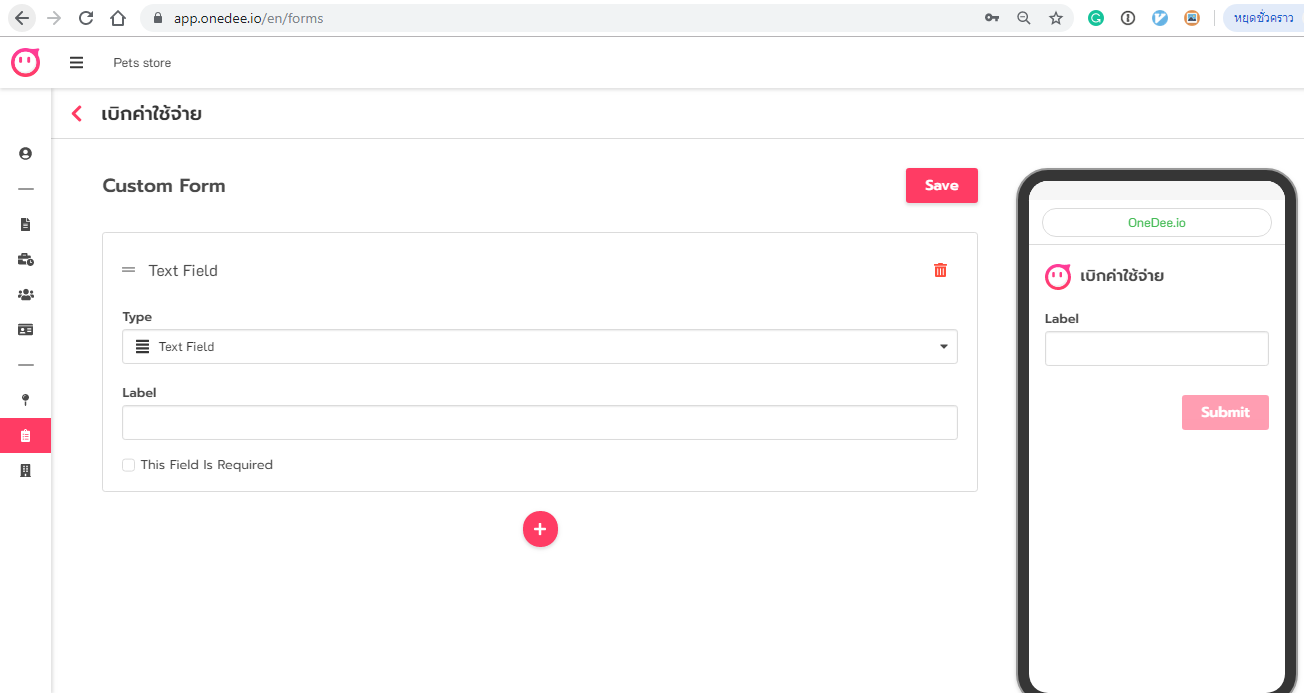 app.onedee.io/en/forms
หยุดชั่วคราว
Pets store
เบิกค่าใช้จ่าย
Custom Form
Save
Text Field
Type
Text Field
Label
This Field Is Required
OneDee.io
เบิกค่าใช้จ่าย
Label
Submit